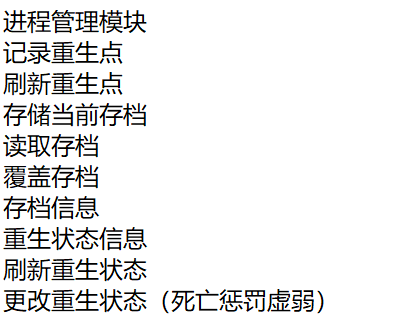 进程管理模块
记录重生点
刷新重生点
存储当前存档
读取存档
覆盖存档
存档信息
重生状态信息
刷新重生状态
更改重生状态（死亡惩罚虚弱）